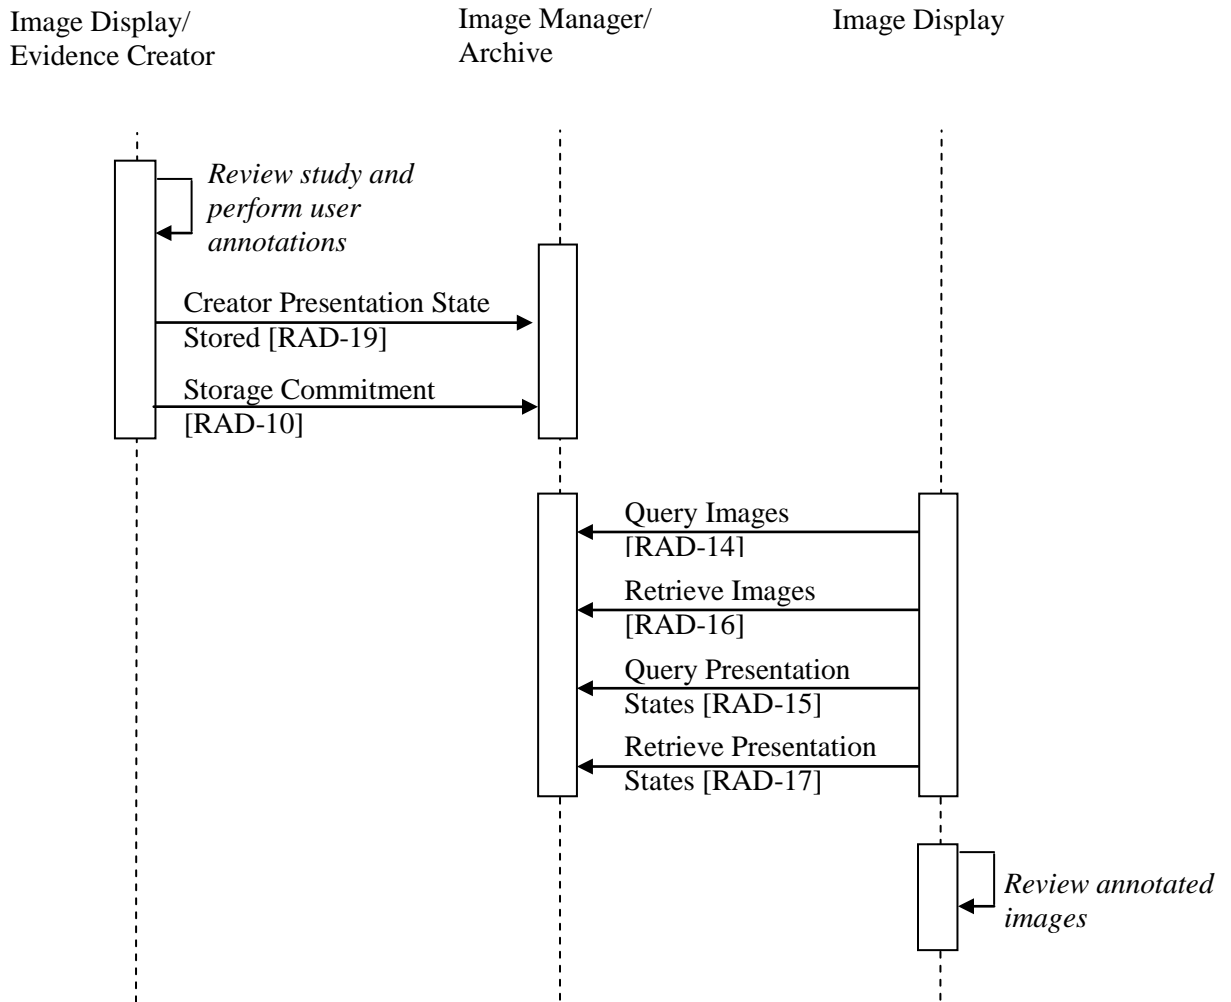 Image Display/
Evidence Creator
Image Manager/
Archive
Image Display
Review study and
perform user
annotations
Creator Presentation State
Stored [RAD-19]
Storage Commitment
[RAD-10]
Query Images
[RAD-14]
Retrieve Images
[RAD-16]
Query Presentation
States [RAD-15]
Retrieve Presentation
States [RAD-17]
Review annotated
images